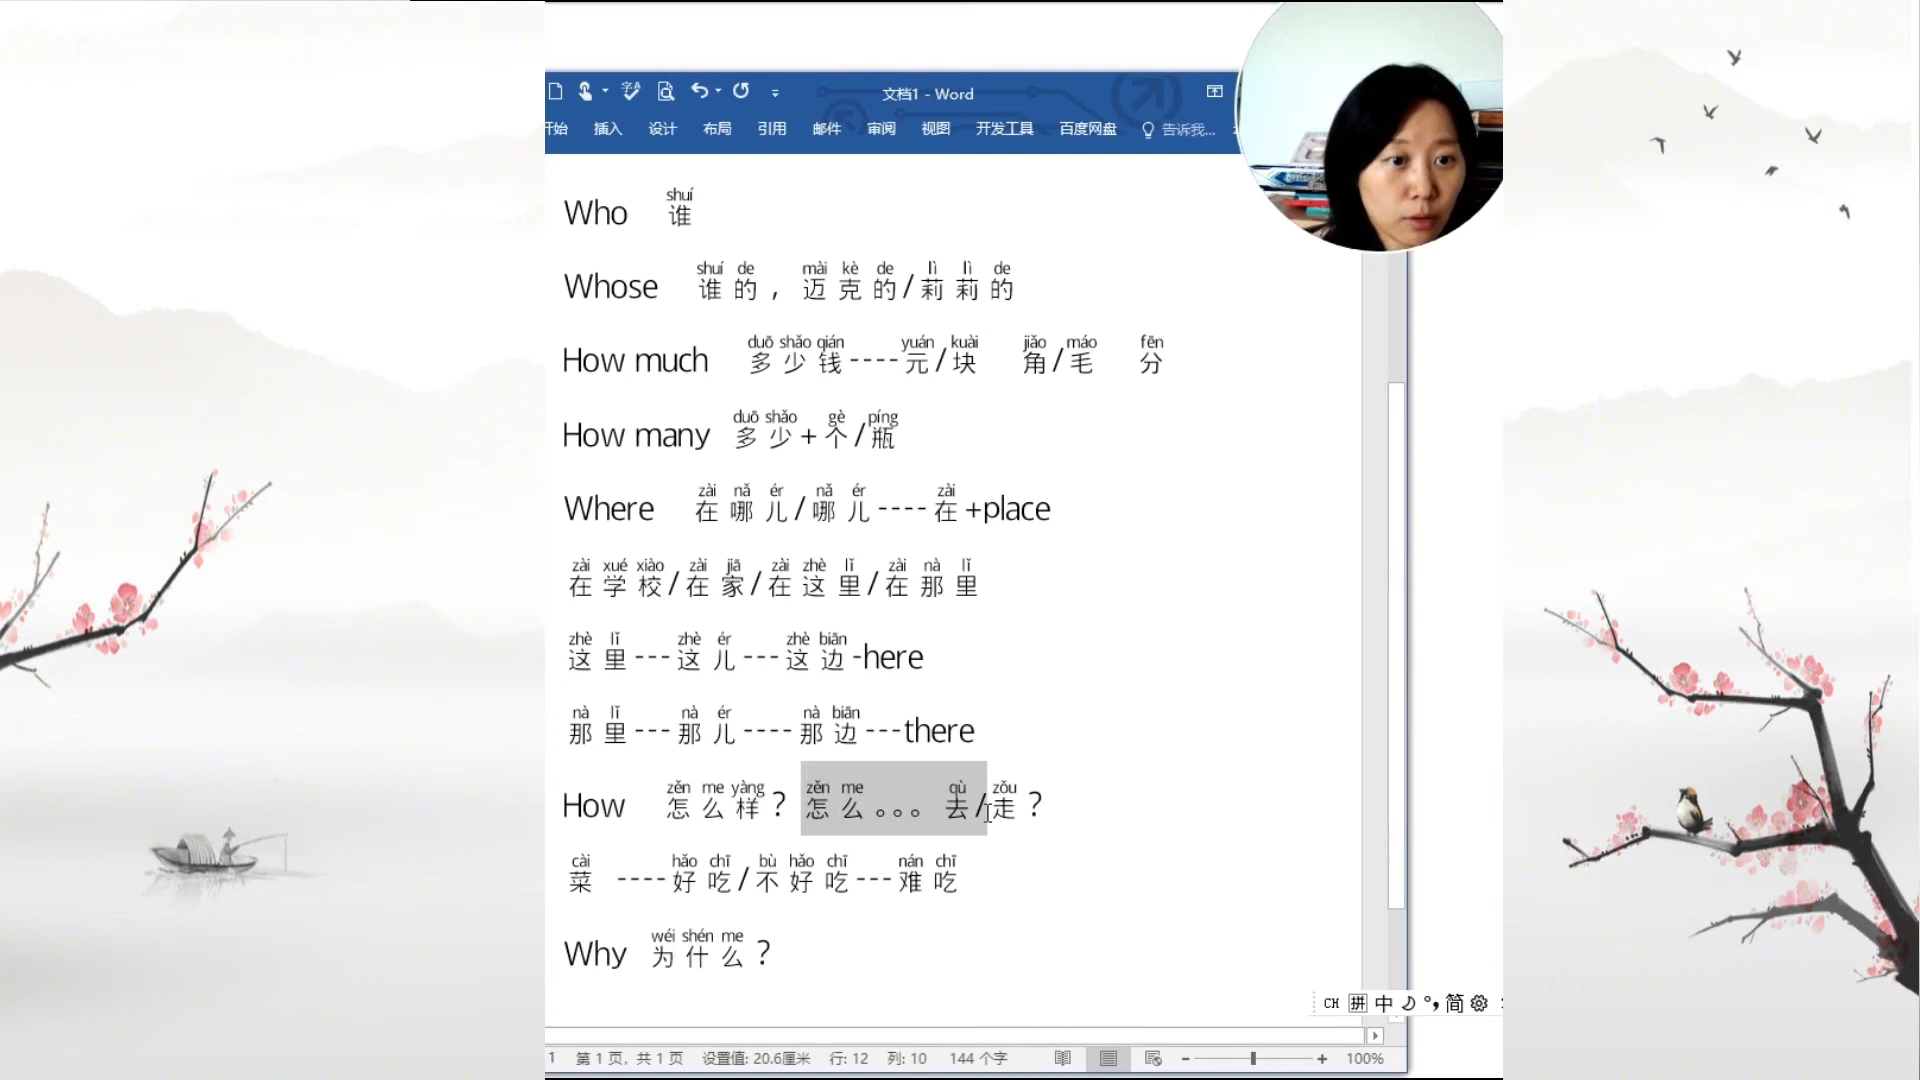 文档1 - Word
开始 插入 设计 布局 引用 邮件 审阅 视图 开发工具 百度网盘 告诉我...
shuí
Who 谁
shuí de mài kè de lì lì de
Whose 谁的，迈克的/莉莉的
duō shǎo qián yuán kuài jiǎo máo fēn
How much 多少钱----元/块 角/毛 分
duō shǎo gè píng
How many 多少+个/瓶
zài nǎ ér nǎ ér zài
Where 在哪儿/哪儿----在+place
zài xué xiào zài jiā zài zhè lǐ zài nà lǐ
在学校/在家/在这里/在那里
zhè lǐ zhè ér zhè biān
这里---这儿---这边-here
nà lǐ nà ér nà biān
那里---那儿----那边---there
zěn me yàng zěn me qù zǒu
How 怎么样？怎么。。。去/走？
cài hǎo chī bù hǎo chī nán chī
菜 ----好吃/不好吃---难吃
wéi shén me
Why 为什么？
CH 拼 中 简
1 第1页，共1页 设置值: 20.6厘米 行: 12 列: 10 144个字 100%